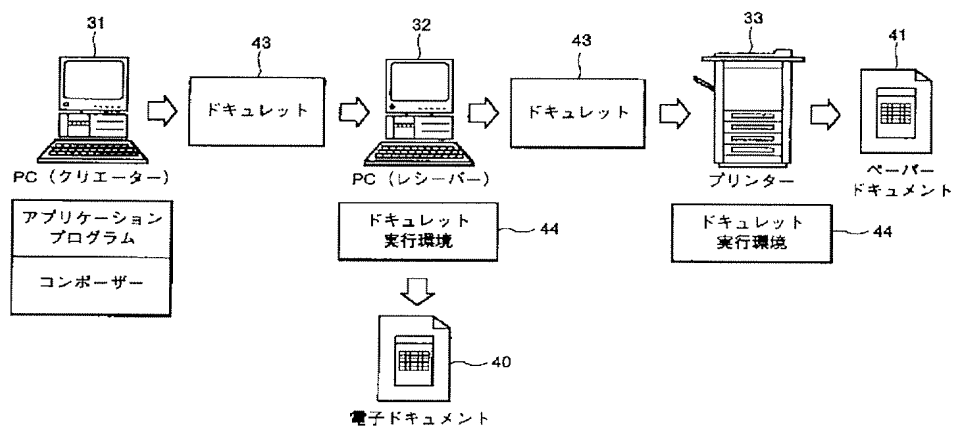 31
43
32
43
33
41
ドキュレット
ドキュレット
PC（クリエーター）
PC（レシーバー）
プリンター
ペーパー
ドキュメント
アプリケーション
プログラム
コンポーザー
ドキュレット
実行環境
44
ドキュレット
実行環境
44
40
電子ドキュメント